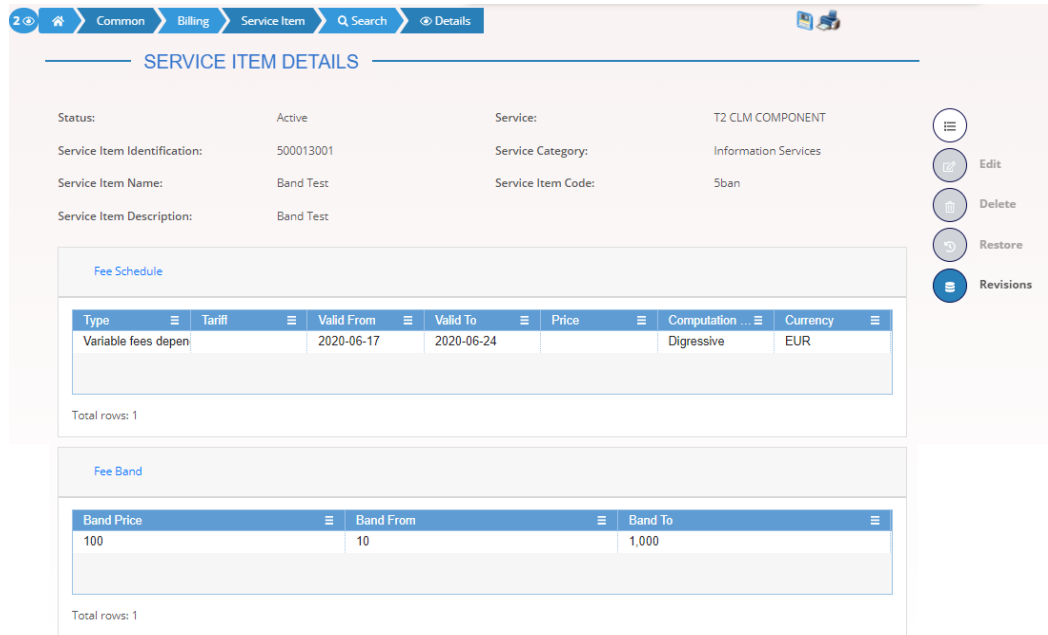 2 Common Billing Service Item Search Details
SERVICE ITEM DETAILS
Status: Active Service: T2 CLM COMPONENT
Service Item Identification: 500013001 Service Category: Information Services
Service Item Name: Band Test Service Item Code: 5ban
Service Item Description: Band Test
Edit
Delete
Restore
Revisions
Fee Schedule
Type Tariff Valid From Valid To Price Computation ... Currency
Variable fees depen 2020-06-17 2020-06-24 Digressive EUR
Total rows: 1
Fee Band
Band Price Band From Band To
100 10 1,000
Total rows: 1